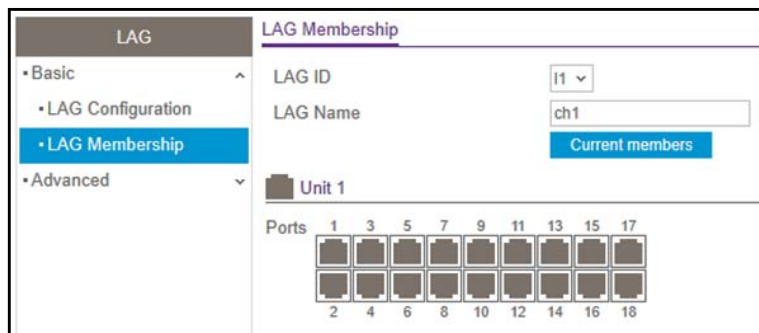 LAG
LAG Membership
▪Basic
▪LAG Configuration
▪LAG Membership
▪Advanced
LAG ID
l1
LAG Name
ch1
Current members
Unit 1
Ports
1 3 5 7 9 11 13 15 17
2 4 6 8 10 12 14 16 18